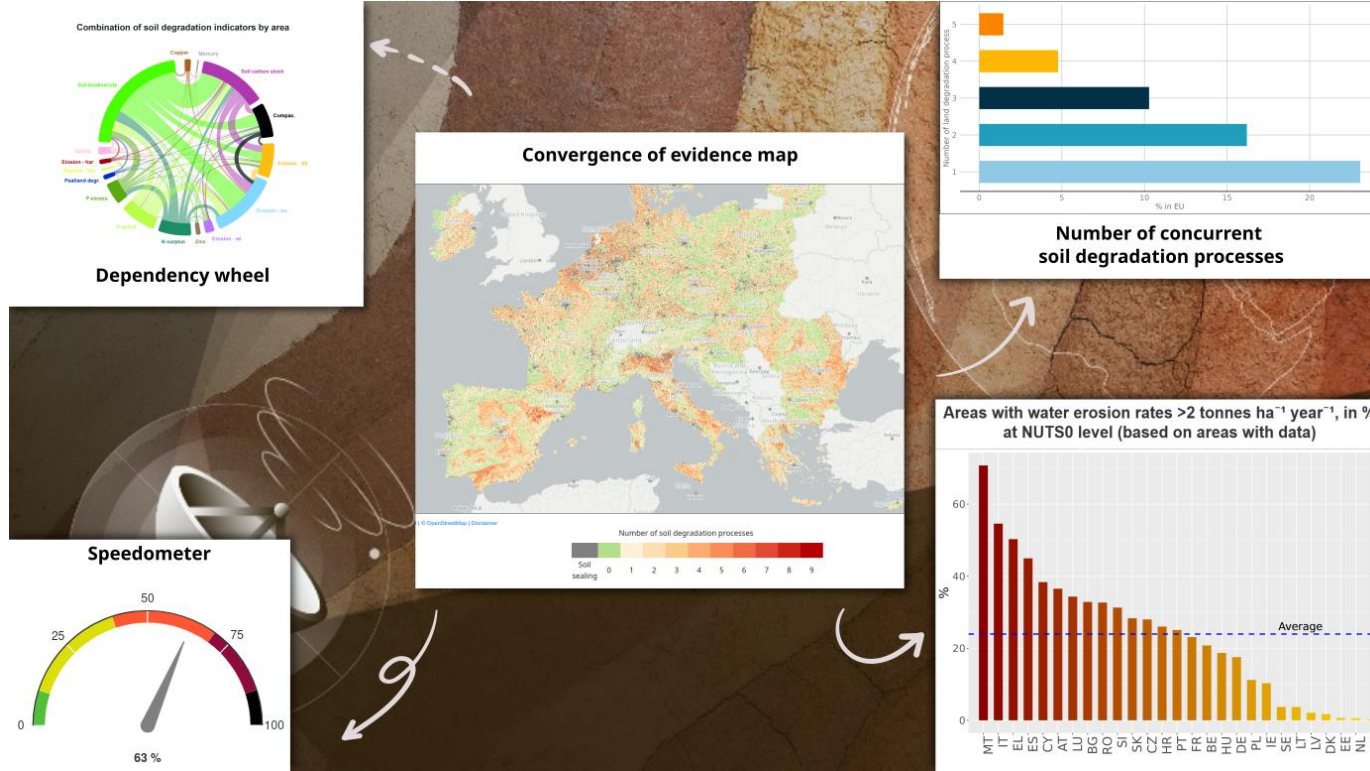 Combination of soil degradation indicators by area
Copper
Mercury
Soil carbon stock
Soil biodiversity
Compac.
Erosion - har
Peatland degr.
P excess
N surplus
Zinc
Dependency wheel
Convergence of evidence map
| © OpenStreetMap | Disclaimer
Number of soil degradation processes
Soil
sealing
0 1 2 3 4 5 6 7 8 9
Number of land degradation process
5
4
3
2
1
0 5 10 15 20
% in EU
Number of concurrent
soil degradation processes
Speedometer
0
25
50
75
100
63 %
Areas with water erosion rates >2 tonnes ha⁻¹ year⁻¹, in %
at NUTS0 level (based on areas with data)
%
60
40
20
0
Average
MT IT EL ES CY AT LU BG RO SI SK CZ HR PT FR BE HU DE PL IE SE LT LV DK EE NL